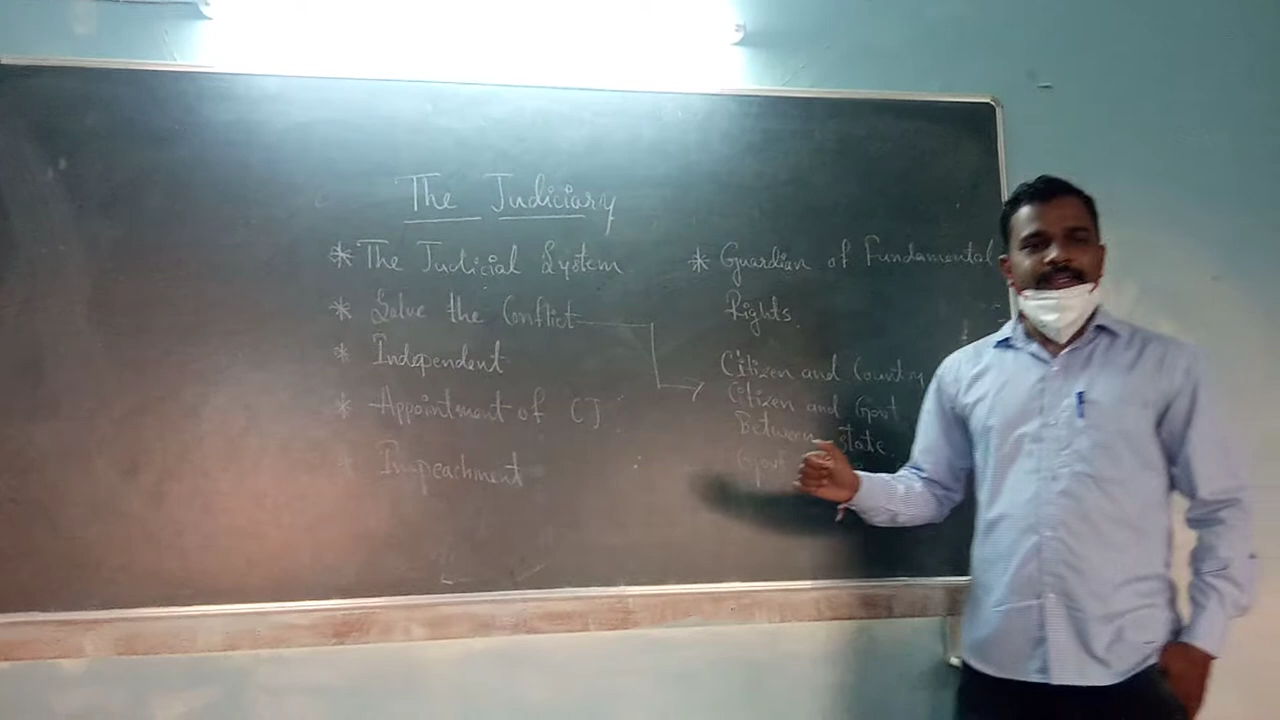 The Judiciary
* The Judicial System
* Solve the Conflict
* Independent
* Appointment of CJ
* Impeachment
* Guardian of Fundamental
Rights.
Citizen and Country
Citizen and Govt
Between state
Govt